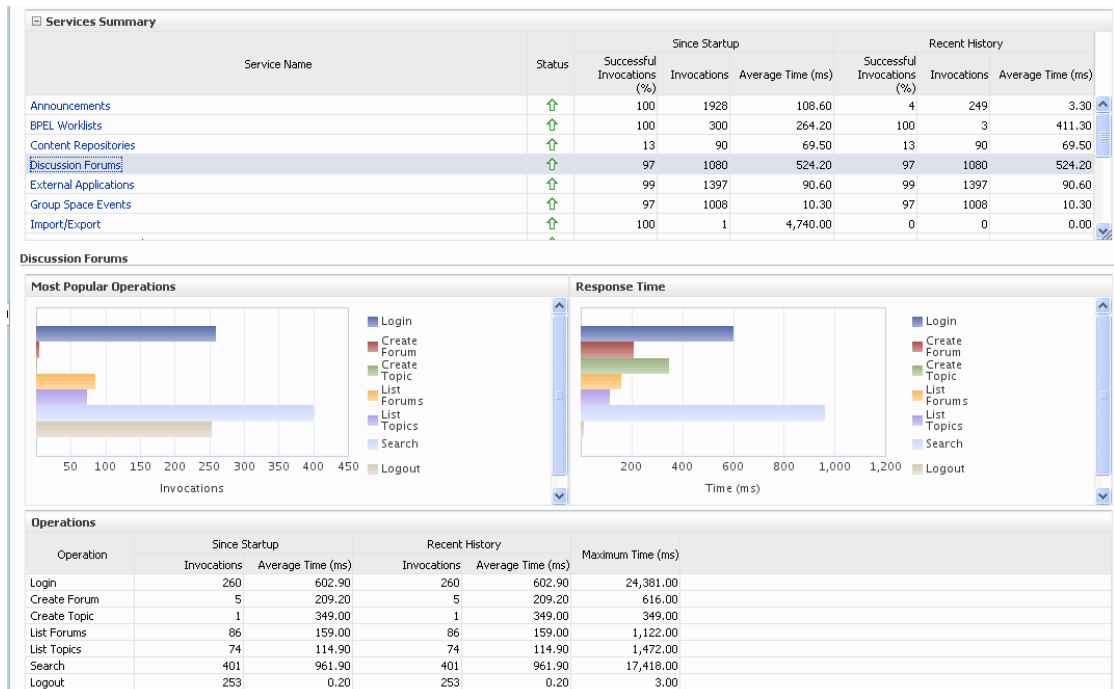 Services Summary
Service Name Status Since Startup Recent History
Successful Invocations (%) Invocations Average Time (ms) Successful Invocations (%) Invocations Average Time (ms)
Announcements 100 1928 108.60 4 249 3.30
BPEL Worklists 100 300 264.20 100 3 411.30
Content Repositories 13 90 69.50 13 90 69.50
Discussion Forums 97 1080 524.20 97 1080 524.20
External Applications 99 1397 90.60 99 1397 90.60
Group Space Events 97 1008 10.30 97 1008 10.30
Import/Export 100 1 4,740.00 0 0 0.00
Discussion Forums
Most Popular Operations
Login
Create
Forum
Create
Topic
List
Forums
List
Topics
Search
Logout
50 100 150 200 250 300 350 400 450
Invocations
Response Time
Login
Create
Forum
Create
Topic
List
Forums
List
Topics
Search
Logout
200 400 600 800 1,000 1,200
Time (ms)
Operations
Operation Since Startup Recent History Maximum Time (ms)
Invocations Average Time (ms) Invocations Average Time (ms)
Login 260 602.90 260 602.90 24,381.00
Create Forum 5 209.20 5 209.20 616.00
Create Topic 1 349.00 1 349.00 349.00
List Forums 86 159.00 86 159.00 1,122.00
List Topics 74 114.90 74 114.90 1,472.00
Search 401 961.90 401 961.90 17,418.00
Logout 253 0.20 253 0.20 3.00